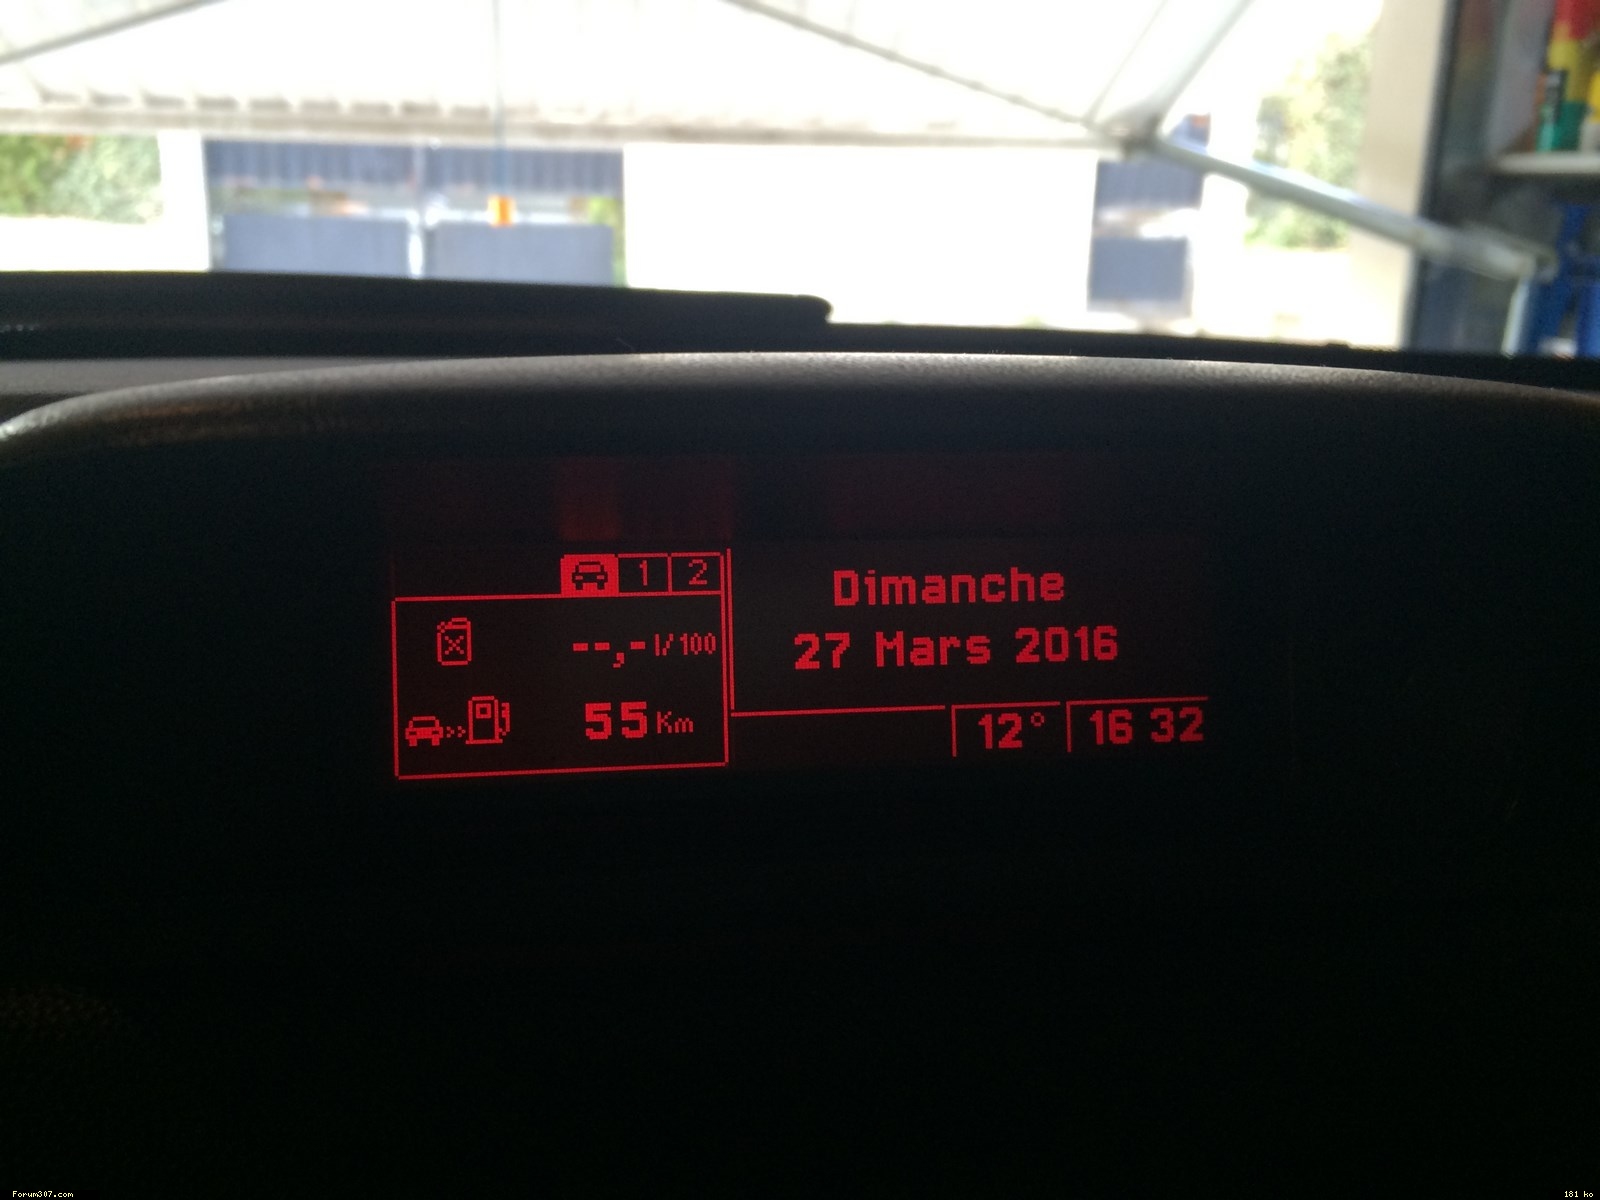 1 2
--,- l/100
55 Km
Dimanche
27 Mars 2016
12° 16 32
Forum307.com
181 ko